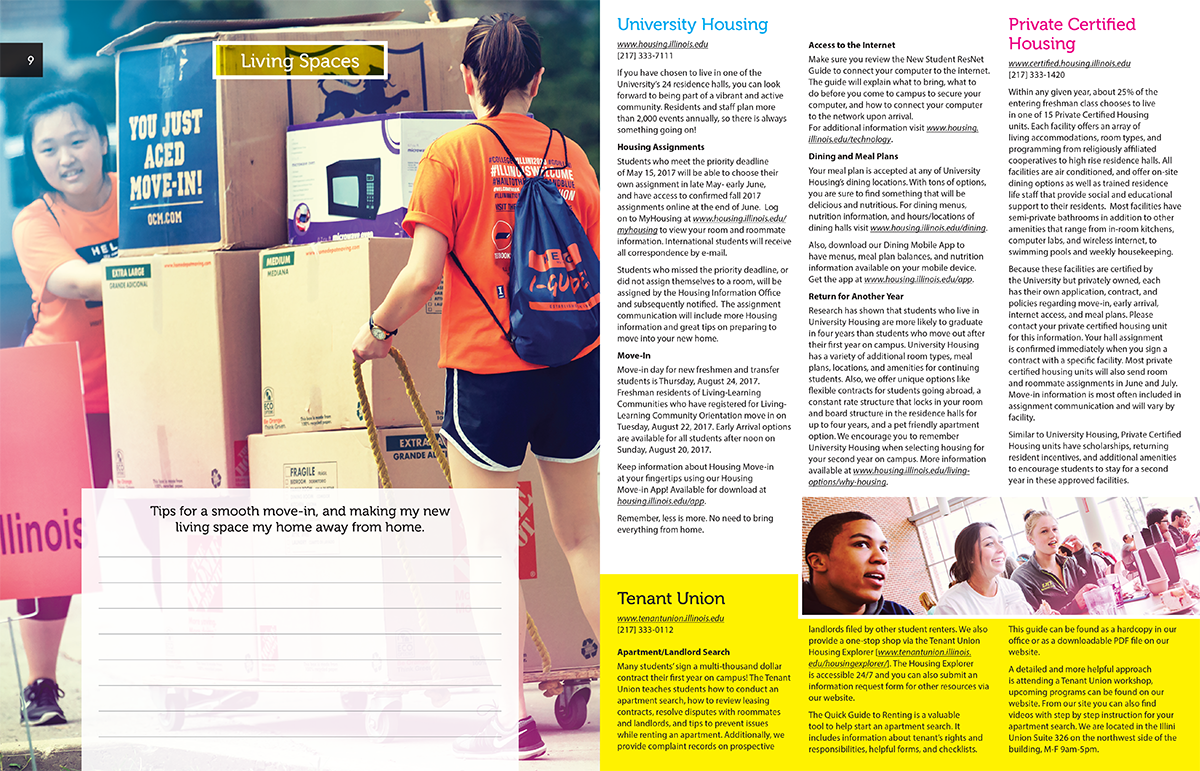 9
Living Spaces
YOU JUST
ACED
MOVE-IN!
OCM.COM
HELLO
EXTRA LARGE
GRANDE ADICIONAL
MEDIUM
MEDIANA
#ILLINISWELCOME
HELLO
I-GUIDE
FRAGILE
EXTRA
GRANDE
Illinois
Tips for a smooth move-in, and making my new
living space my home away from home.
University Housing
www.housing.illinois.edu
[217] 333-7111
If you have chosen to live in one of the
University's 24 residence halls, you can look
forward to being part of a vibrant and active
community. Residents and staff plan more
than 2,000 events annually, so there is always
something going on!
Housing Assignments
Students who meet the priority deadline
of May 15, 2017 will be able to choose their
own assignment in late May- early June,
and have access to confirmed fall 2017
assignments online at the end of June. Log
on to MyHousing at www.housing.illinois.edu/
myhousing to view your room and roommate
information. International students will receive
all correspondence by e-mail.
Students who missed the priority deadline, or
did not assign themselves to a room, will be
assigned by the Housing Information Office
and subsequently notified. The assignment
communication will include more Housing
information and great tips on preparing to
move into your new home.
Move-In
Move-in day for new freshmen and transfer
students is Thursday, August 24, 2017.
Freshman residents of Living-Learning
Communities who have registered for Living-
Learning Community Orientation move in on
Tuesday, August 22, 2017. Early Arrival options
are available for all students after noon on
Sunday, August 20, 2017.
Keep information about Housing Move-in
at your fingertips using our Housing
Move-in App! Available for download at
housing.illinois.edu/app.
Remember, less is more. No need to bring
everything from home.
Access to the Internet
Make sure you review the New Student ResNet
Guide to connect your computer to the internet.
The guide will explain what to bring, what to
do before you come to campus to secure your
computer, and how to connect your computer
to the network upon arrival.
For additional information visit www.housing.
illinois.edu/technology.
Dining and Meal Plans
Your meal plan is accepted at any of University
Housing's dining locations. With tons of options,
you are sure to find something that will be
delicious and nutritious. For dining menus,
nutrition information, and hours/locations of
dining halls visit www.housing.illinois.edu/dining.
Also, download our Dining Mobile App to
have menus, meal plan balances, and nutrition
information available on your mobile device.
Get the app at www.housing.illinois.edu/app.
Return for Another Year
Research has shown that students who live in
University Housing are more likely to graduate
in four years than students who move out after
their first year on campus. University Housing
has a variety of additional room types, meal
plans, locations, and amenities for continuing
students. Also, we offer unique options like
flexible contracts for students going abroad, a
constant rate structure that locks in your room
and board structure in the residence halls for
up to four years, and a pet friendly apartment
option. We encourage you to remember
University Housing when selecting housing for
your second year on campus. More information
available at www.housing.illinois.edu/living-
options/why-housing.
Private Certified
Housing
www.certified.housing.illinois.edu
[217] 333-1420
Within any given year, about 25% of the
entering freshman class chooses to live
in one of 15 Private Certified Housing
units. Each facility offers an array of
living accommodations, room types, and
programming from religiously affiliated
cooperatives to high rise residence halls. All
facilities are air conditioned, and offer on-site
dining options as well as trained residence
life staff that provide social and educational
support to their residents. Most facilities have
semi-private bathrooms in addition to other
amenities that range from in-room kitchens,
computer labs, and wireless internet, to
swimming pools and weekly housekeeping.
Because these facilities are certified by
the University but privately owned, each
has their own application, contract, and
policies regarding move-in, early arrival,
internet access, and meal plans. Please
contact your private certified housing unit
for this information. Your hall assignment
is confirmed immediately when you sign a
contract with a specific facility. Most private
certified housing units will also send room
and roommate assignments in June and July.
Move-in information is most often included in
assignment communication and will vary by
facility.
Similar to University Housing, Private Certified
Housing units have scholarships, returning
resident incentives, and additional amenities
to encourage students to stay for a second
year in these approved facilities.
Tenant Union
www.tenantunion.illinois.edu
[217] 333-0112
Apartment/Landlord Search
Many students' sign a multi-thousand dollar
contract their first year on campus! The Tenant
Union teaches students how to conduct an
apartment search, how to review leasing
contracts, resolve disputes with roommates
and landlords, and tips to prevent issues
while renting an apartment. Additionally, we
provide complaint records on prospective
landlords filed by other student renters. We also
provide a one-stop shop via the Tenant Union
Housing Explorer [www.tenantunion.illinois.
edu/housingexplorer/]. The Housing Explorer
is accessible 24/7 and you can also submit an
information request form for other resources via
our website.
The Quick Guide to Renting is a valuable
tool to help start an apartment search. It
includes information about tenant's rights and
responsibilities, helpful forms, and checklists.
This guide can be found as a hardcopy in our
office or as a downloadable PDF file on our
website.
A detailed and more helpful approach
is attending a Tenant Union workshop,
upcoming programs can be found on our
website. From our site you can also find
videos with step by step instruction for your
apartment search. We are located in the Illini
Union Suite 326 on the northwest side of the
building, M-F 9am-5pm.